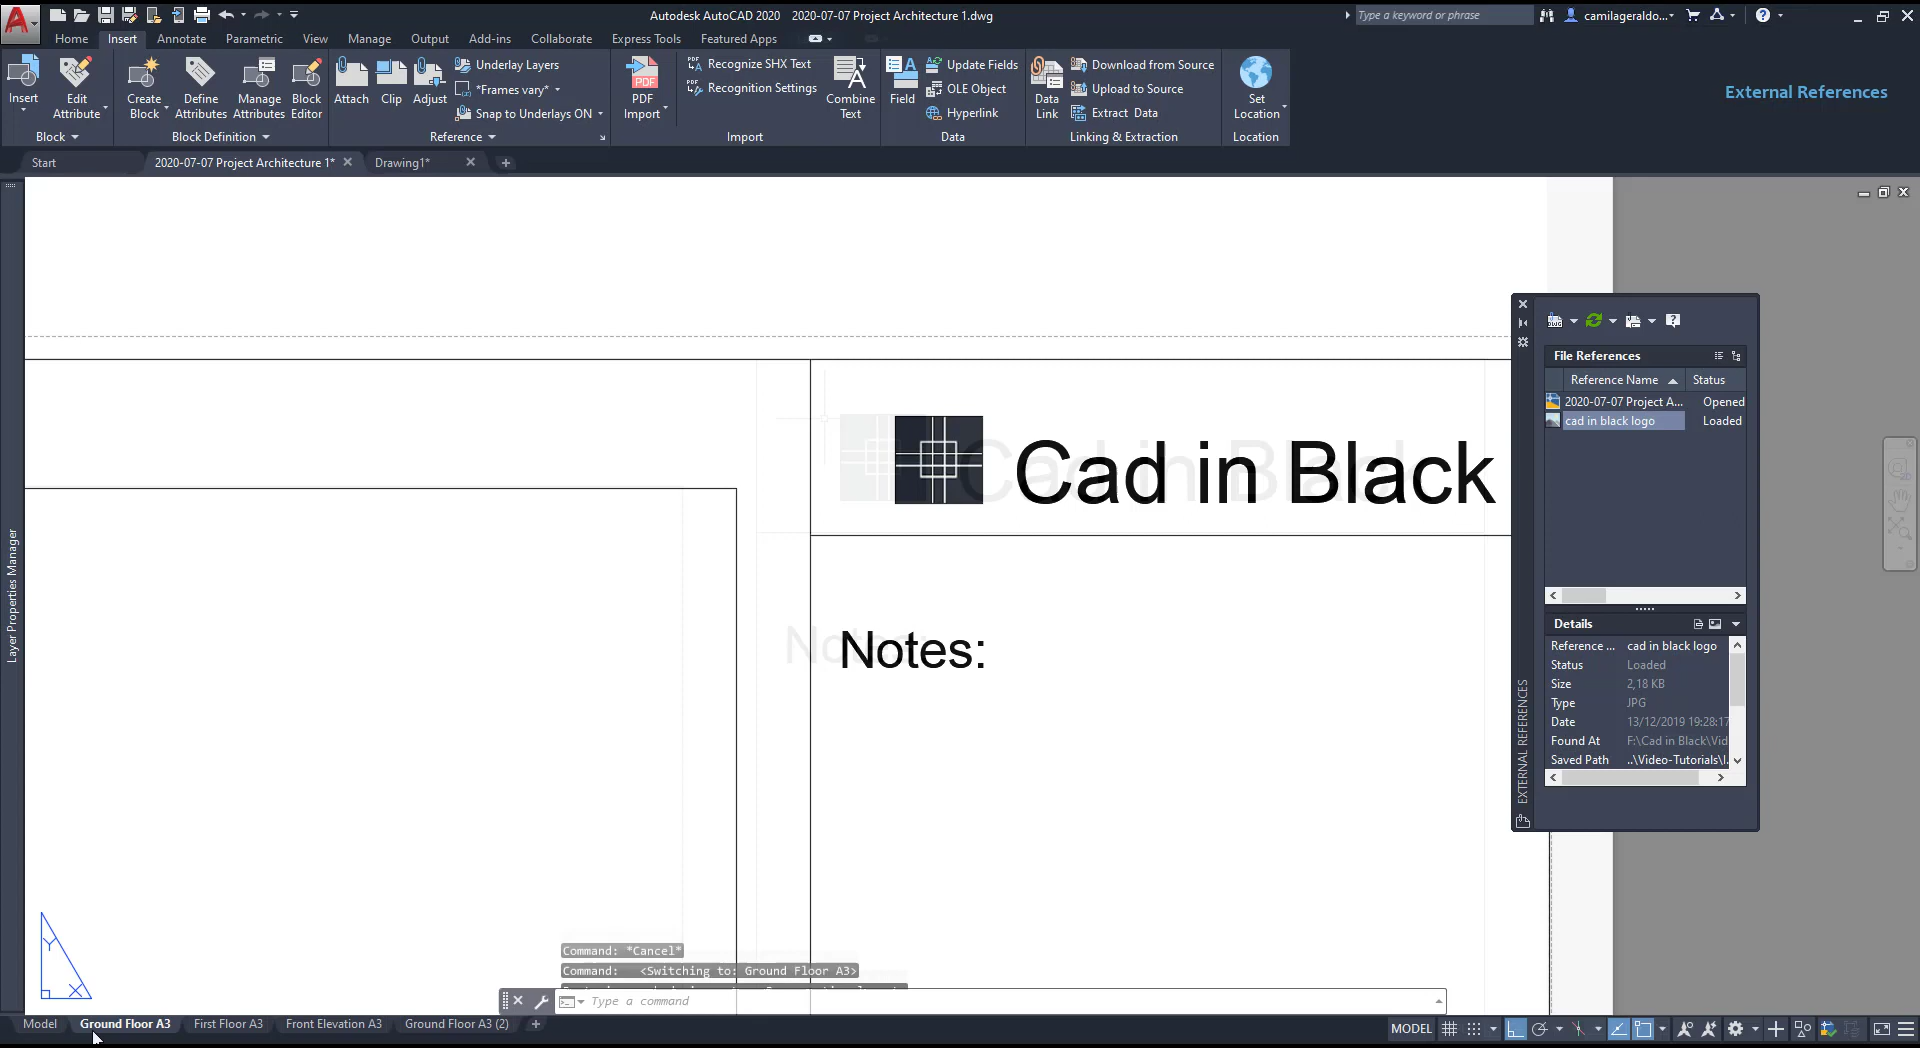 Autodesk AutoCAD 2020 2020-07-07 Project Architecture 1.dwg
Type a keyword or phrase
camilageraldo...
Home Insert Annotate Parametric View Manage Output Add-ins Collaborate Express Tools Featured Apps
Insert
Edit Attribute
Block
Create Block
Define Attributes
Manage Attributes
Block Editor
Block Definition
Attach
Clip
Adjust
Underlay Layers
*Frames vary*
Snap to Underlays ON
Reference
PDF
PDF Import
Recognize SHX Text
Recognition Settings
Combine Text
Import
Field
Update Fields
OLE Object
Hyperlink
Data
Data Link
Download from Source
Upload to Source
Extract Data
Linking & Extraction
Set Location
Location
External References
Start
2020-07-07 Project Architecture 1*
Drawing1*
Layer Properties Manager
Cad in Black
Notes:
EXTERNAL REFERENCES
File References
Reference Name Status
2020-07-07 Project A... Opened
cad in black logo Loaded
Details
Reference ... cad in black logo
Status Loaded
Size 2,18 KB
Type JPG
Date 13/12/2019 19:28:17
Found At F:\Cad in Black\Vid
Saved Path ..\Video-Tutorials\I.
Y
X
Command: *Cancel*
Command: <Switching to: Ground Floor A3>
Type a command
Model Ground Floor A3 First Floor A3 Front Elevation A3 Ground Floor A3 (2)
MODEL